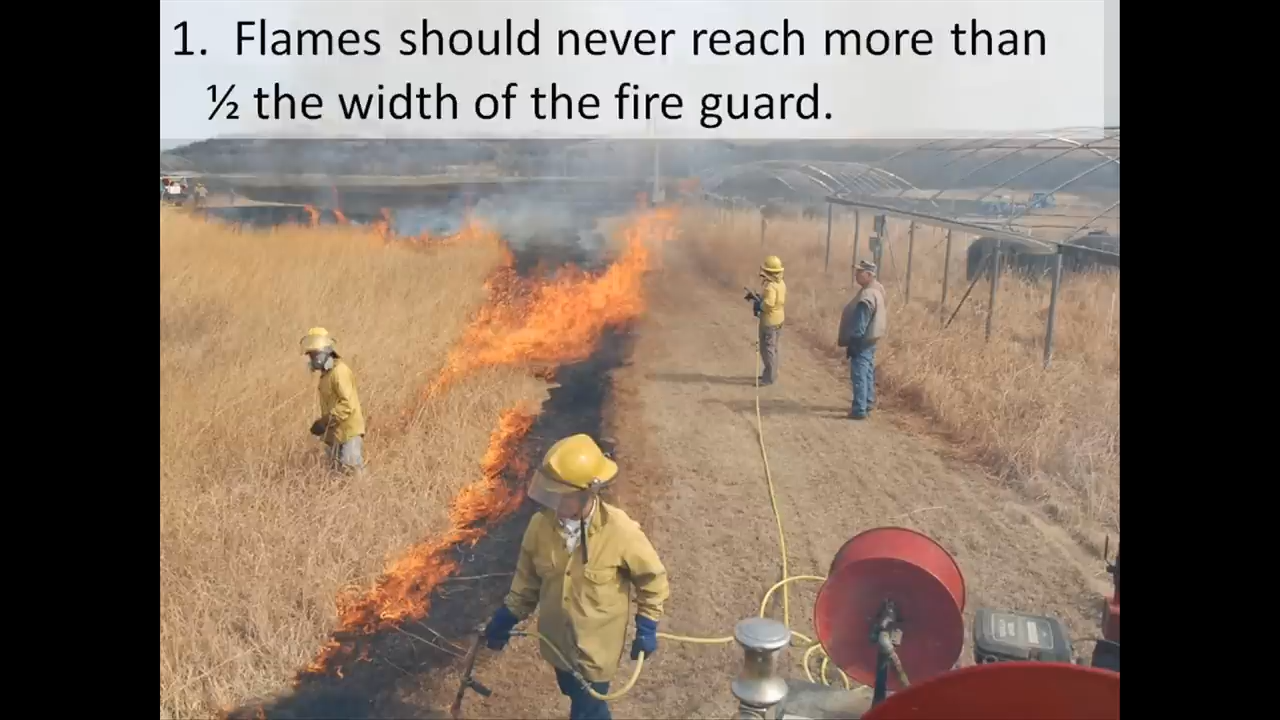 1. Flames should never reach more than
½ the width of the fire guard.